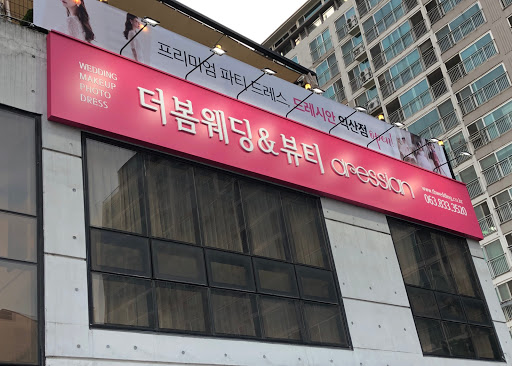 프리미엄 파티드레스 드레시안 익산점
WEDDING
MAKEUP
PHOTO
DRESS
더봄웨딩&뷰티 Dressian
063.833.3520